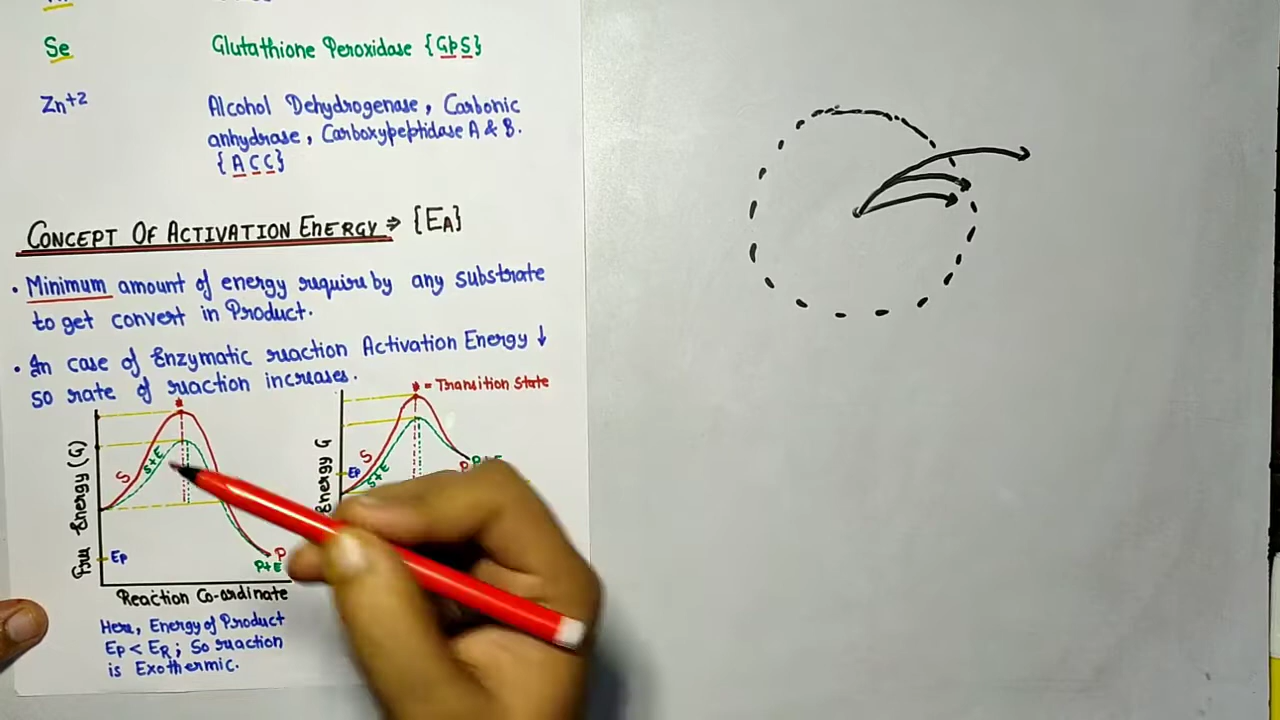 Se
Glutathione Peroxidase {GpS}
Zn+2
Alcohol Dehydrogenase, Carbonic
anhydrase, Carboxypeptidase A & B.
{ACC}
CONCEPT OF ACTIVATION ENERGY ⇒ {EA}
• Minimum amount of energy require by any substrate
to get convert in Product.
• In case of Enzymatic reaction Activation Energy ↓
so rate of reaction increases.
* = Transition State
Free Energy (G)
S
S+E
Ep
P
P+E
Reaction Co-ordinate
Energy G
Ep
S
S+E
P
P+E
Here, Energy of Product
Ep < ER; So reaction
is Exothermic.